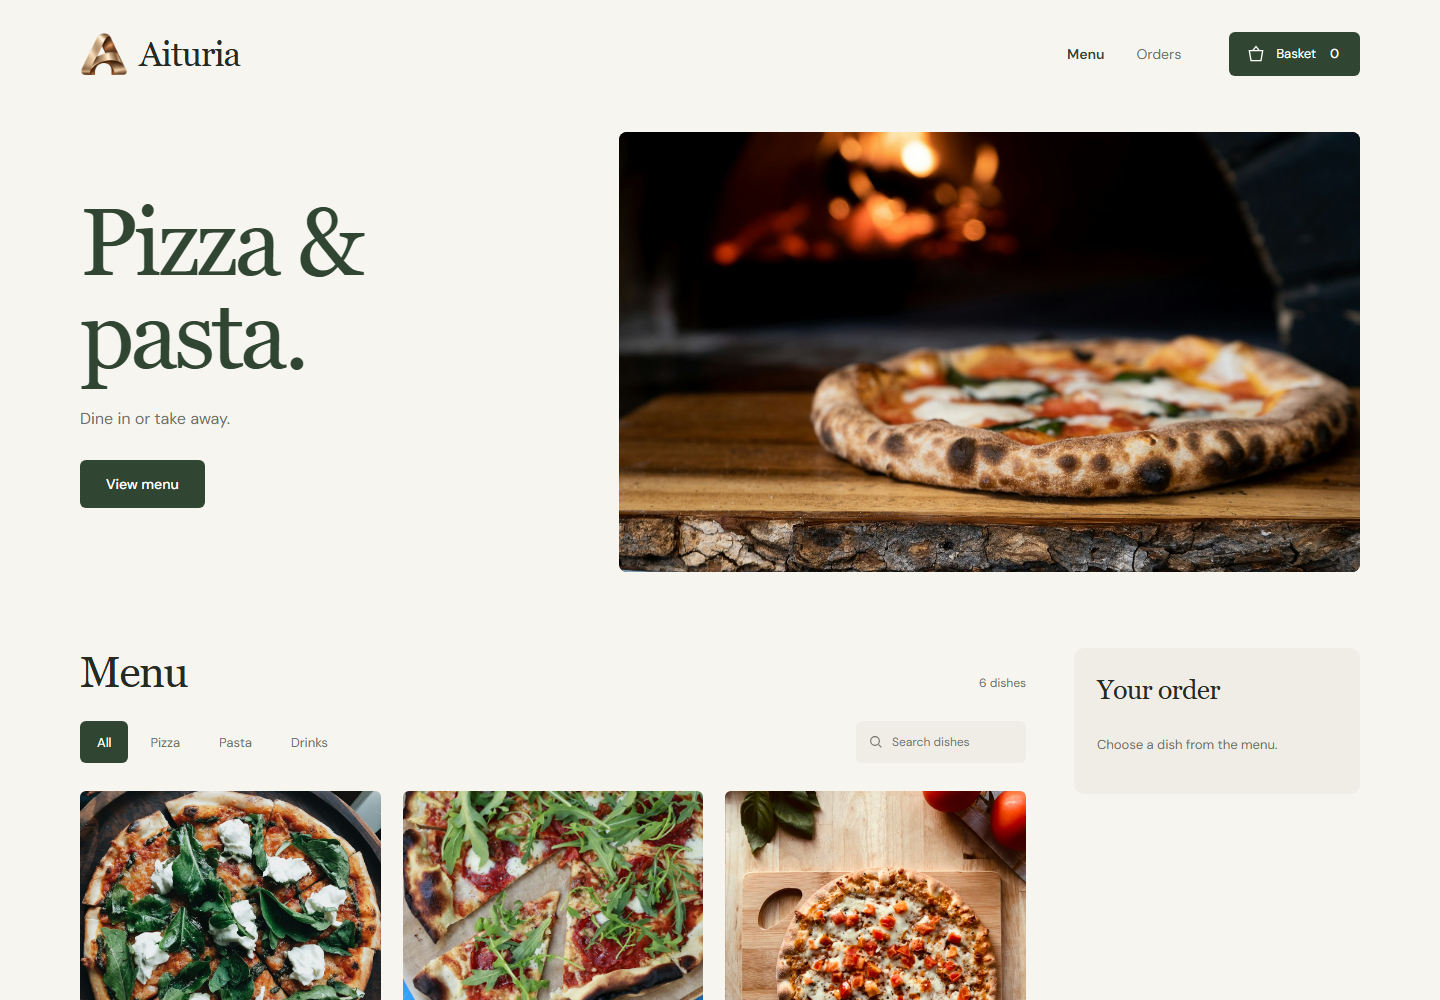 Aituria
Menu
Orders
Basket 0
Pizza &
pasta.
Dine in or take away.
View menu
Menu
6 dishes
All
Pizza
Pasta
Drinks
Search dishes
Your order
Choose a dish from the menu.